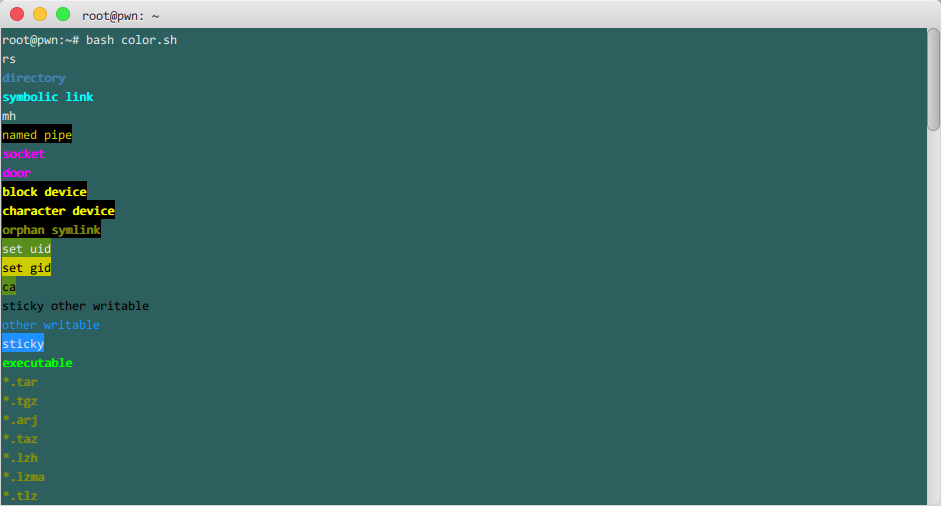 root@pwn: ~
root@pwn:~# bash color.sh
rs
directory
symbolic link
mh
named pipe
socket
door
block device
character device
orphan symlink
set uid
set gid
ca
sticky other writable
other writable
sticky
executable
*.tar
*.tgz
*.arj
*.taz
*.lzh
*.lzma
*.tlz